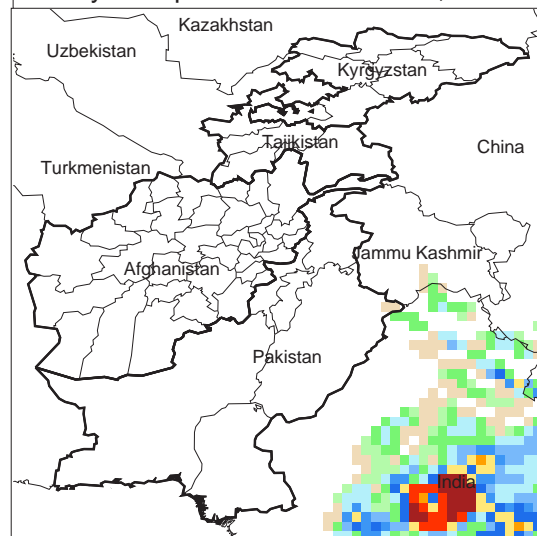 Kazakhstan
Uzbekistan
Kyrgyzstan
Tajikistan
China
Turkmenistan
Jammu Kashmir
Afghanistan
Pakistan
India